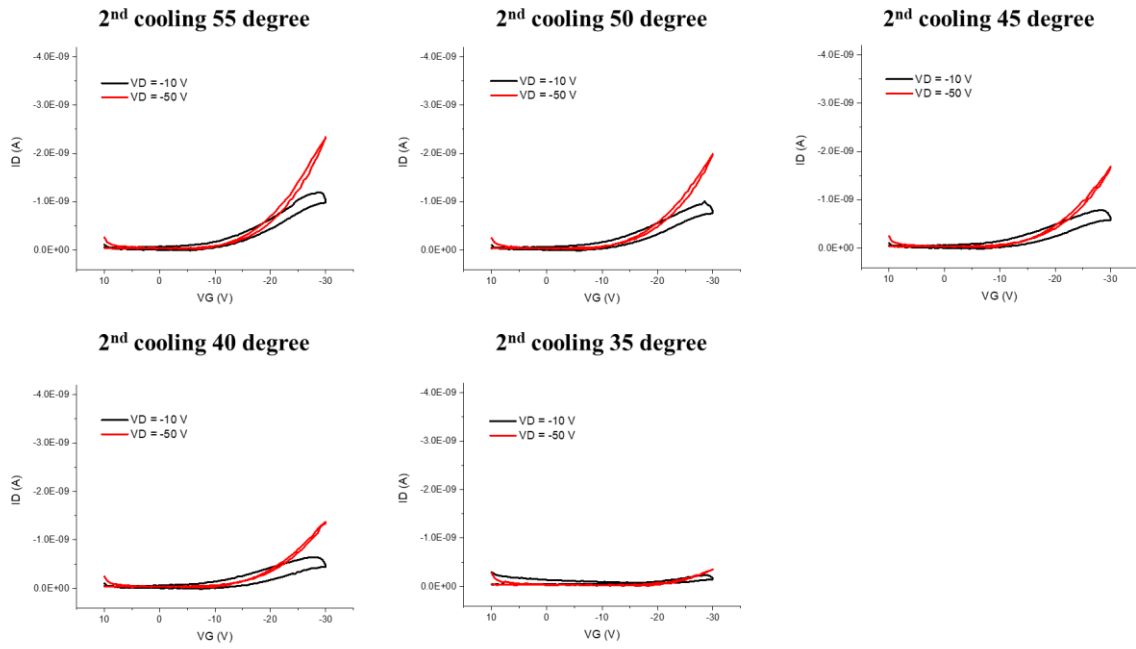 2nd cooling 55 degree
-4.0E-09
-3.0E-09
-2.0E-09
-1.0E-09
0.0E+00
ID (A)
VD = -10 V
VD = -50 V
10 0 -10 -20 -30
VG (V)
2nd cooling 50 degree
-4.0E-09
-3.0E-09
-2.0E-09
-1.0E-09
0.0E+00
ID (A)
VD = -10 V
VD = -50 V
10 0 -10 -20 -30
VG (V)
2nd cooling 45 degree
-4.0E-09
-3.0E-09
-2.0E-09
-1.0E-09
0.0E+00
ID (A)
VD = -10 V
VD = -50 V
10 0 -10 -20 -30
VG (V)
2nd cooling 40 degree
-4.0E-09
-3.0E-09
-2.0E-09
-1.0E-09
0.0E+00
ID (A)
VD = -10 V
VD = -50 V
10 0 -10 -20 -30
VG (V)
2nd cooling 35 degree
-4.0E-09
-3.0E-09
-2.0E-09
-1.0E-09
0.0E+00
ID (A)
VD = -10 V
VD = -50 V
10 0 -10 -20 -30
VG (V)